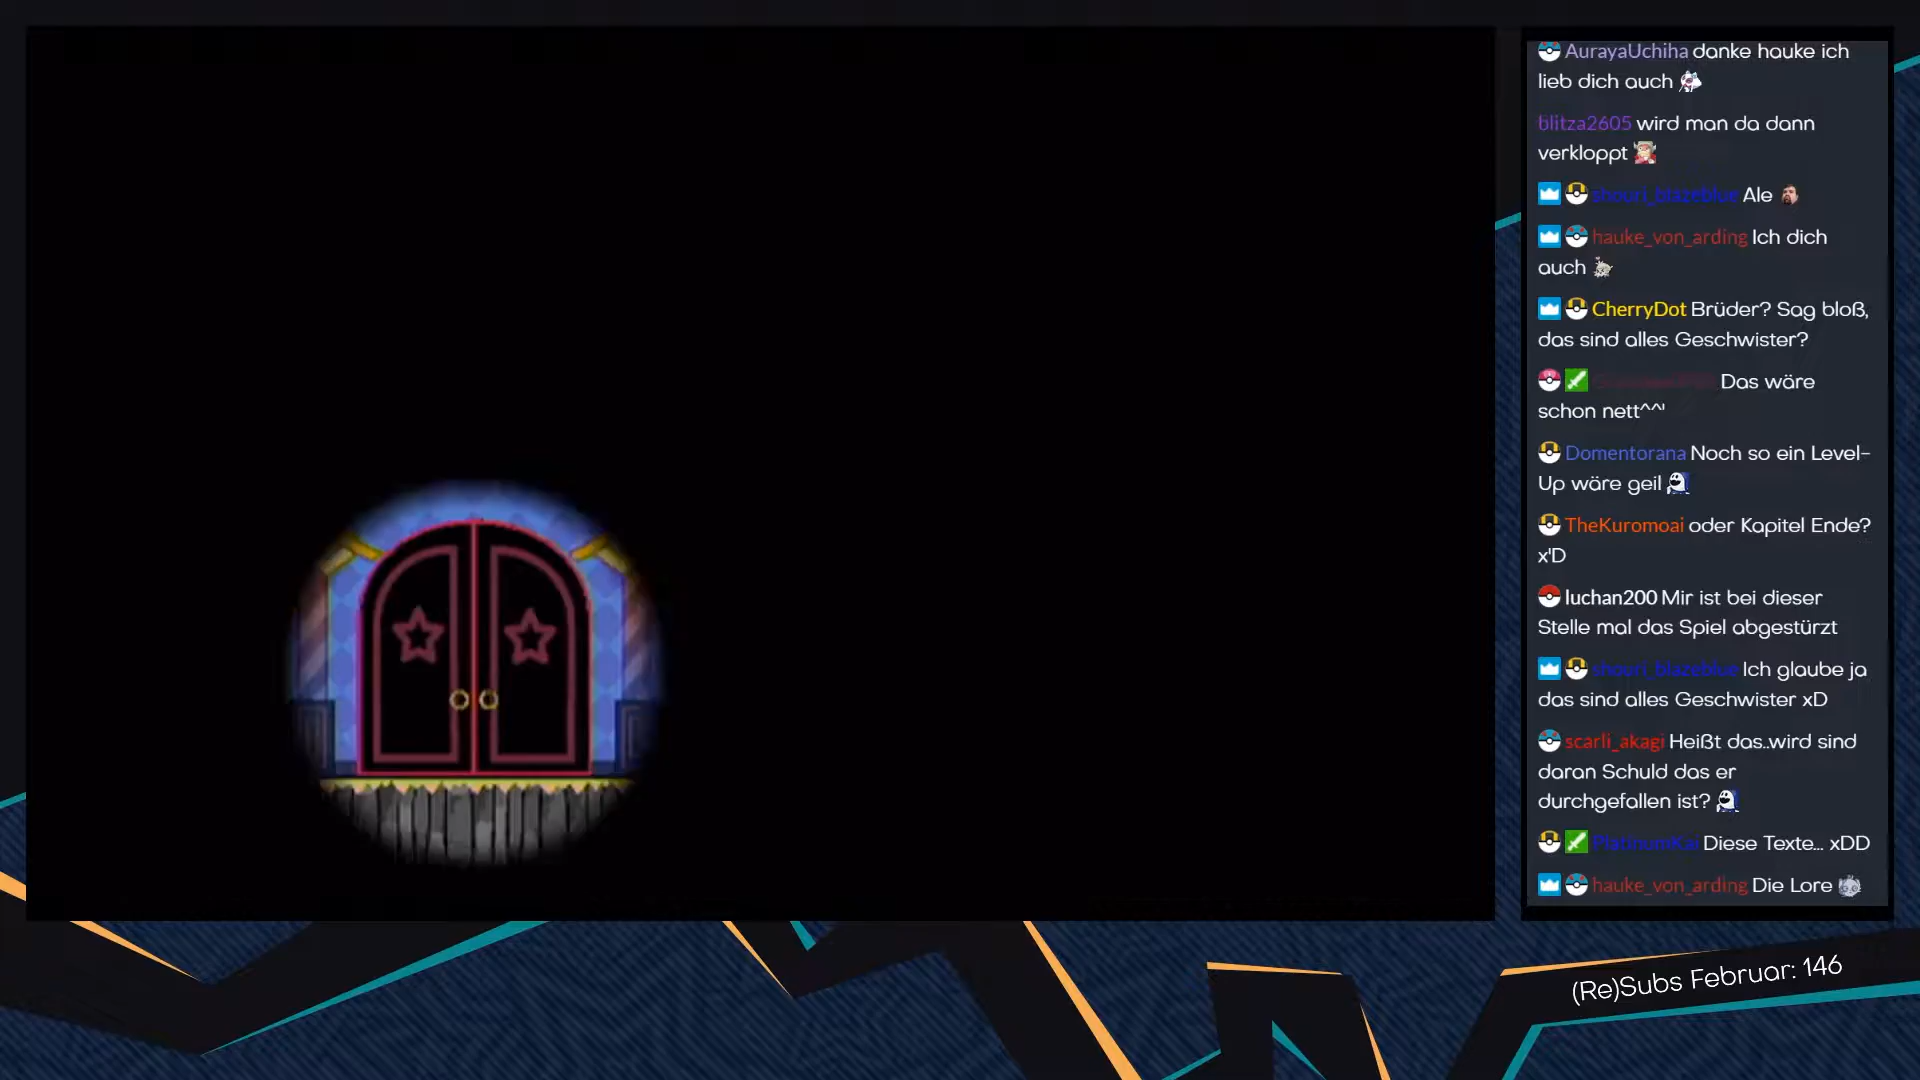 AurayaUchiha danke hauke ich
lieb dich auch
blitza2605 wird man da dann
verkloppt
shouri_blazeblue Ale
hauke_von_arding Ich dich
auch
CherryDot Brüder? Sag bloß,
das sind alles Geschwister?
Das wäre
schon nett^^'
Domentorana Noch so ein Level-
Up wäre geil
TheKuromoai oder Kapitel Ende?
x'D
luchan200 Mir ist bei dieser
Stelle mal das Spiel abgestürzt
shouri_blazeblue Ich glaube ja
das sind alles Geschwister xD
scarli_akagi Heißt das..wird sind
daran Schuld das er
durchgefallen ist?
PlatinumKai Diese Texte... xDD
hauke_von_arding Die Lore
(Re)Subs Februar: 146